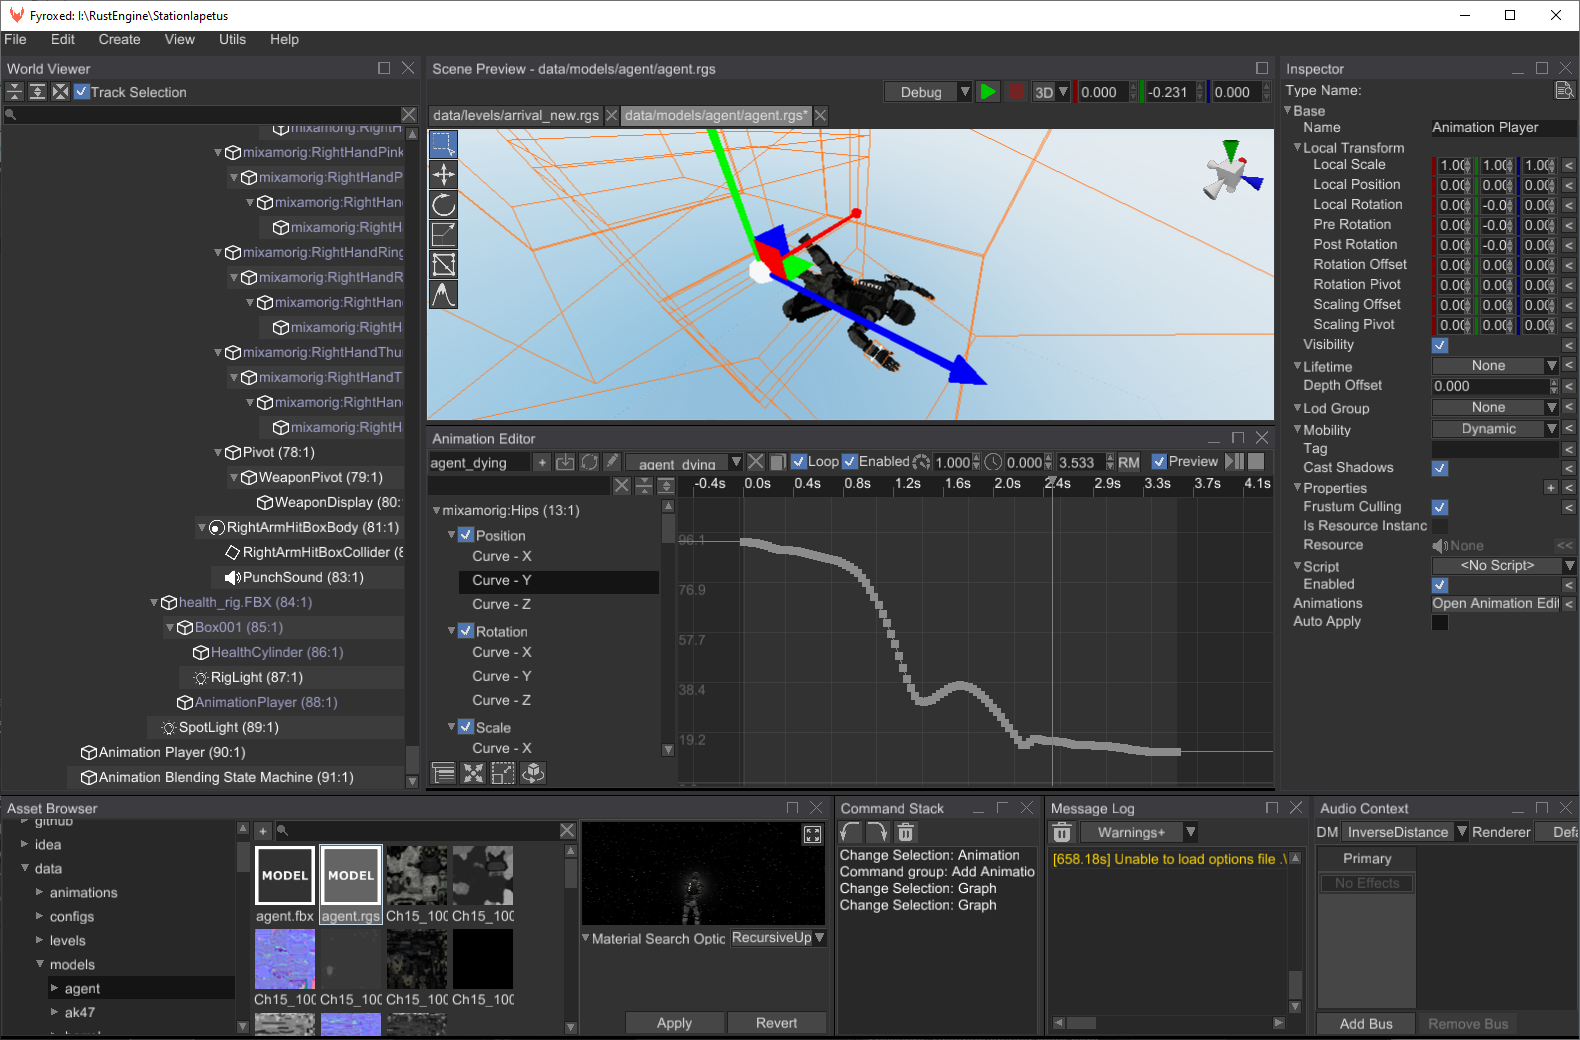 Fyroxed: I:\RustEngine\StationIapetus
File Edit Create View Utils Help
World Viewer
Track Selection
mixamorig:RightH
mixamorig:RightHandPink
mixamorig:RightHandP
mixamorig:RightHan
mixamorig:RightH
mixamorig:RightHandRing
mixamorig:RightHandR
mixamorig:RightHan
mixamorig:RightH
mixamorig:RightHandThu
mixamorig:RightHandT
mixamorig:RightHan
mixamorig:RightH
Pivot (78:1)
WeaponPivot (79:1)
WeaponDisplay (80:
RightArmHitBoxBody (81:1)
RightArmHitBoxCollider (8
PunchSound (83:1)
health_rig.FBX (84:1)
Box001 (85:1)
HealthCylinder (86:1)
RigLight (87:1)
AnimationPlayer (88:1)
SpotLight (89:1)
Animation Player (90:1)
Animation Blending State Machine (91:1)
Scene Preview - data/models/agent/agent.rgs
Debug 3D 0.000 -0.231 0.000
data/levels/arrival_new.rgs data/models/agent/agent.rgs*
Animation Editor
agent_dying + agent_dying Loop Enabled 1.000 0.000 3.533 RM Preview
-0.4s 0.0s 0.4s 0.8s 1.2s 1.6s 2.0s 2.4s 2.9s 3.3s 3.7s 4.1s
mixamorig:Hips (13:1)
Position
Curve - X
Curve - Y
Curve - Z
Rotation
Curve - X
Curve - Y
Curve - Z
Scale
Curve - X
96.1
76.9
57.7
38.4
19.2
Inspector
Type Name:
Base
Name Animation Player
Local Transform
Local Scale 1.00 1.00 1.00 <
Local Position 0.00 0.00 0.00 <
Local Rotation 0.00 -0.0 0.00 <
Pre Rotation 0.00 -0.0 0.00 <
Post Rotation 0.00 -0.0 0.00 <
Rotation Offset 0.00 0.00 0.00 <
Rotation Pivot 0.00 0.00 0.00 <
Scaling Offset 0.00 0.00 0.00 <
Scaling Pivot 0.00 0.00 0.00 <
Visibility <
Lifetime None <
Depth Offset 0.000 <
Lod Group None <
Mobility Dynamic <
Tag <
Cast Shadows <
Properties + <
Frustum Culling <
Is Resource Instanc
Resource None <<
Script <No Script>
Enabled <
Animations Open Animation Edit <
Auto Apply
Asset Browser
github
idea
data
animations
configs
levels
models
agent
ak47
+
MODEL MODEL
agent.fbx agent.rgs Ch15_100 Ch15_100
Ch15_100 Ch15_100 Ch15_100 Ch15_100
Material Search Optic RecursiveUp
Apply Revert
Command Stack
Change Selection: Animation
Command group: Add Animatio
Change Selection: Graph
Change Selection: Graph
Message Log
Warnings+
[658.18s] Unable to load options file .\
Audio Context
DM InverseDistance Renderer Defa
Primary
No Effects
Add Bus Remove Bus